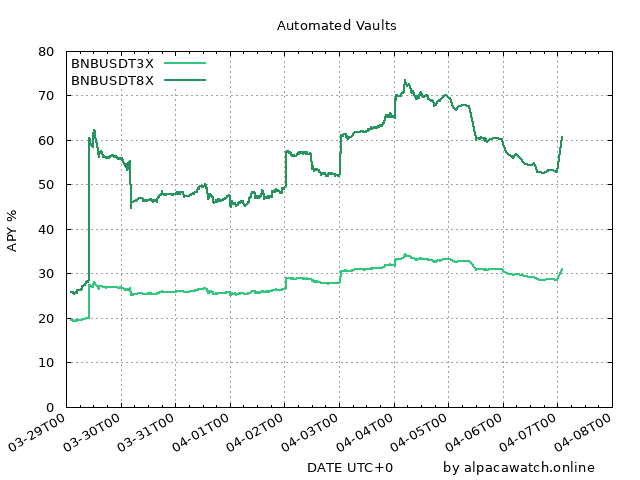 Automated Vaults
BNBUSDT3X
BNBUSDT8X
80
70
60
50
40
30
20
10
0
APY %
03-29T00
03-30T00
03-31T00
04-01T00
04-02T00
04-03T00
04-04T00
04-05T00
04-06T00
04-07T00
04-08T00
DATE UTC+0
by alpacawatch.online